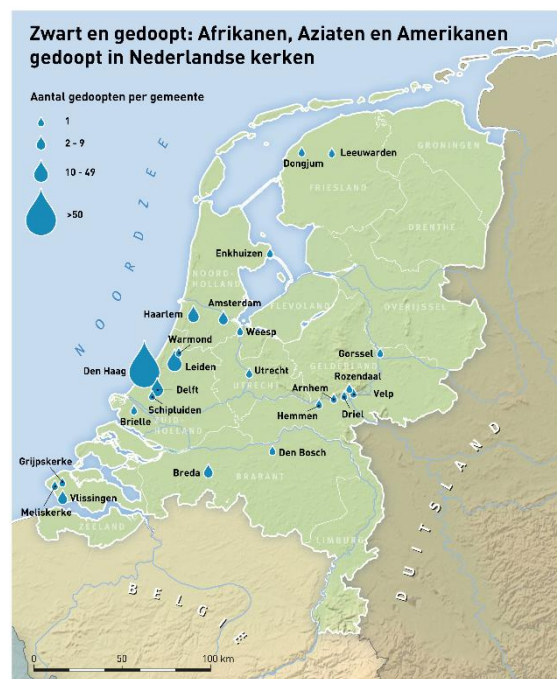 Zwart en gedoopt: Afrikanen, Aziaten en Amerikanen
gedoopt in Nederlandse kerken
Aantal gedoopten per gemeente
1
2 - 9
10 - 49
>50
NOORDZEE
GRONINGEN
Dongjum
Leeuwarden
FRIESLAND
DRENTHE
Enkhuizen
NOORD-
HOLLAND
Haarlem
Amsterdam
FLEVOLAND
OVERIJSSEL
Weesp
Warmond
Den Haag
Leiden
Utrecht
Gorssel
GELDERLAND
Rozendaal
UTRECHT
Delft
Arnhem
Velp
Schipluiden
Hemmen
Driel
Brielle
ZUID-
HOLLAND
Den Bosch
Grijpskerke
Breda
BRABANT
Vlissingen
Meliskerke
ZEELAND
LIMBURG
DUITSLAND
BELGIË
0
50
100 km